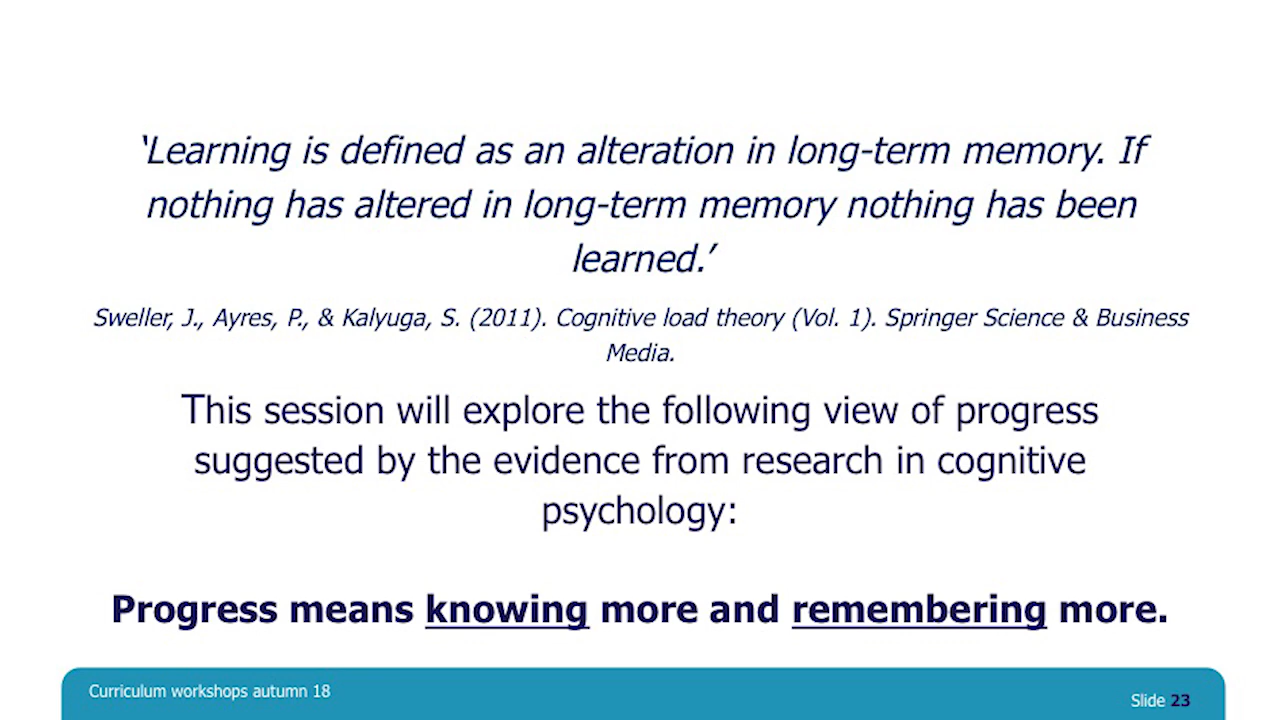 ‘Learning is defined as an alteration in long-term memory. If
nothing has altered in long-term memory nothing has been
learned.’
Sweller, J., Ayres, P., & Kalyuga, S. (2011). Cognitive load theory (Vol. 1). Springer Science & Business
Media.
This session will explore the following view of progress
suggested by the evidence from research in cognitive
psychology:
Progress means knowing more and remembering more.
Curriculum workshops autumn 18
Slide 23